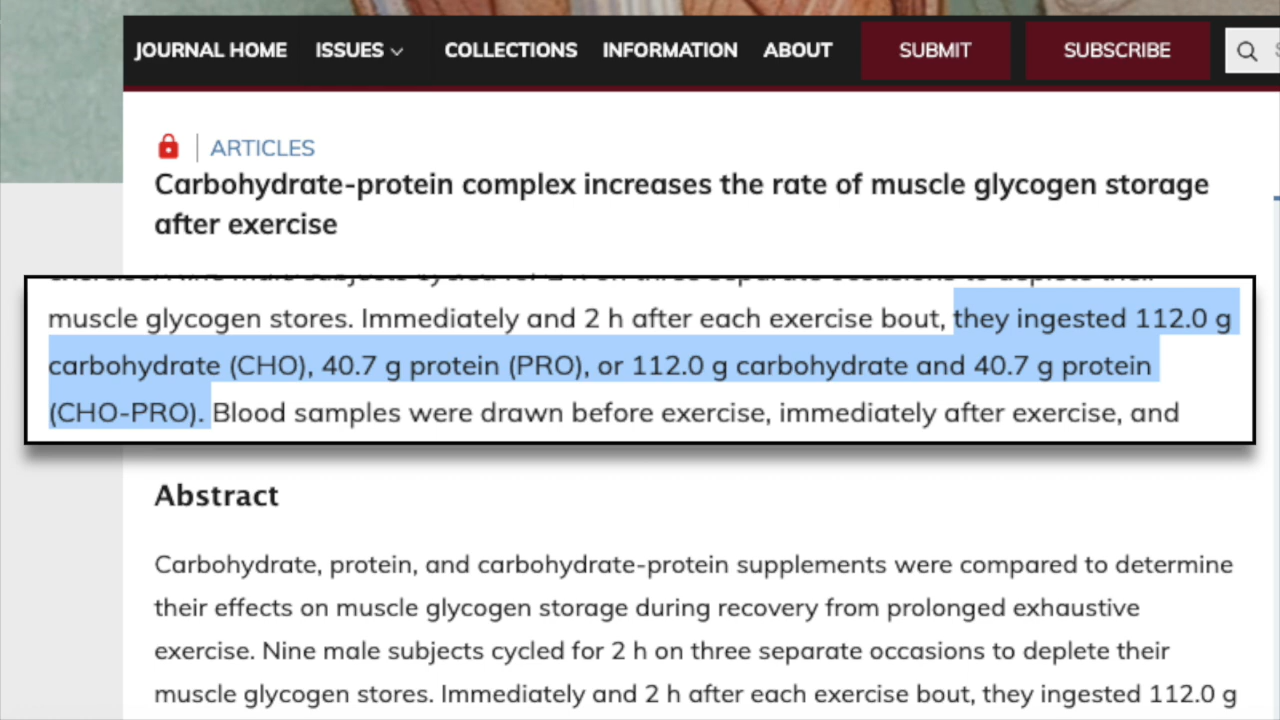 JOURNAL HOME ISSUES COLLECTIONS INFORMATION ABOUT SUBMIT SUBSCRIBE
ARTICLES
Carbohydrate-protein complex increases the rate of muscle glycogen storage
after exercise
muscle glycogen stores. Immediately and 2 h after each exercise bout, they ingested 112.0 g
carbohydrate (CHO), 40.7 g protein (PRO), or 112.0 g carbohydrate and 40.7 g protein
(CHO-PRO). Blood samples were drawn before exercise, immediately after exercise, and
Abstract
Carbohydrate, protein, and carbohydrate-protein supplements were compared to determine
their effects on muscle glycogen storage during recovery from prolonged exhaustive
exercise. Nine male subjects cycled for 2 h on three separate occasions to deplete their
muscle glycogen stores. Immediately and 2 h after each exercise bout, they ingested 112.0 g